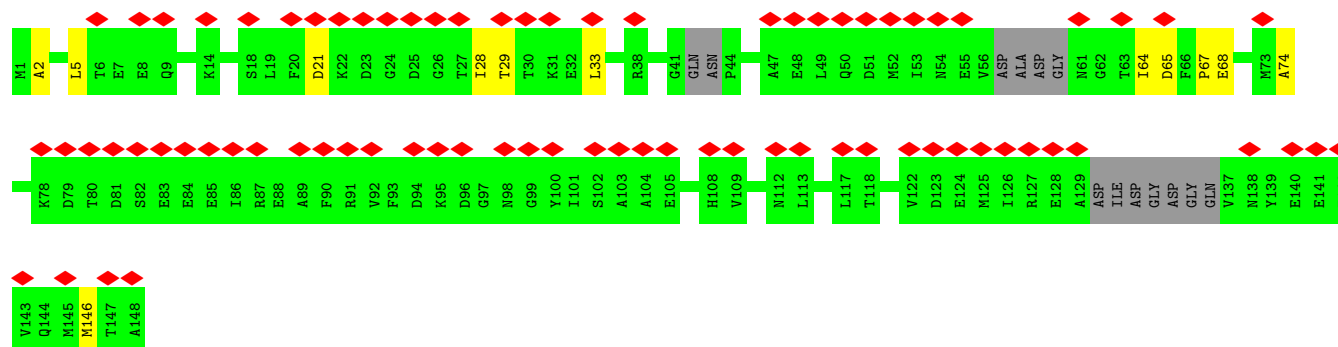 M1 A2 L5 T6 E7 E8 Q9 K14 S18 L19 F20 D21 K22 D23 G24 D25 G26 T27 I28 T29 T30 K31 E32 L33 R38 G41 GLN ASN P44 A47 E48 L49 Q50 D51 M52 I53 N54 E55 V56 ASP ALA ASP GLY N61 G62 T63 I64 D65 F66 P67 E68 M73 A74
K78 D79 T80 D81 S82 E83 E84 E85 I86 R87 E88 A89 F90 R91 V92 F93 D94 K95 D96 G97 N98 G99 Y100 I101 S102 A103 A104 E105 H108 V109 N112 L113 L117 T118 V122 D123 E124 M125 I126 R127 E128 A129 ASP ILE ASP GLY ASP GLY GLN V137 N138 Y139 E140 E141
V143 Q144 M145 M146 T147 A148